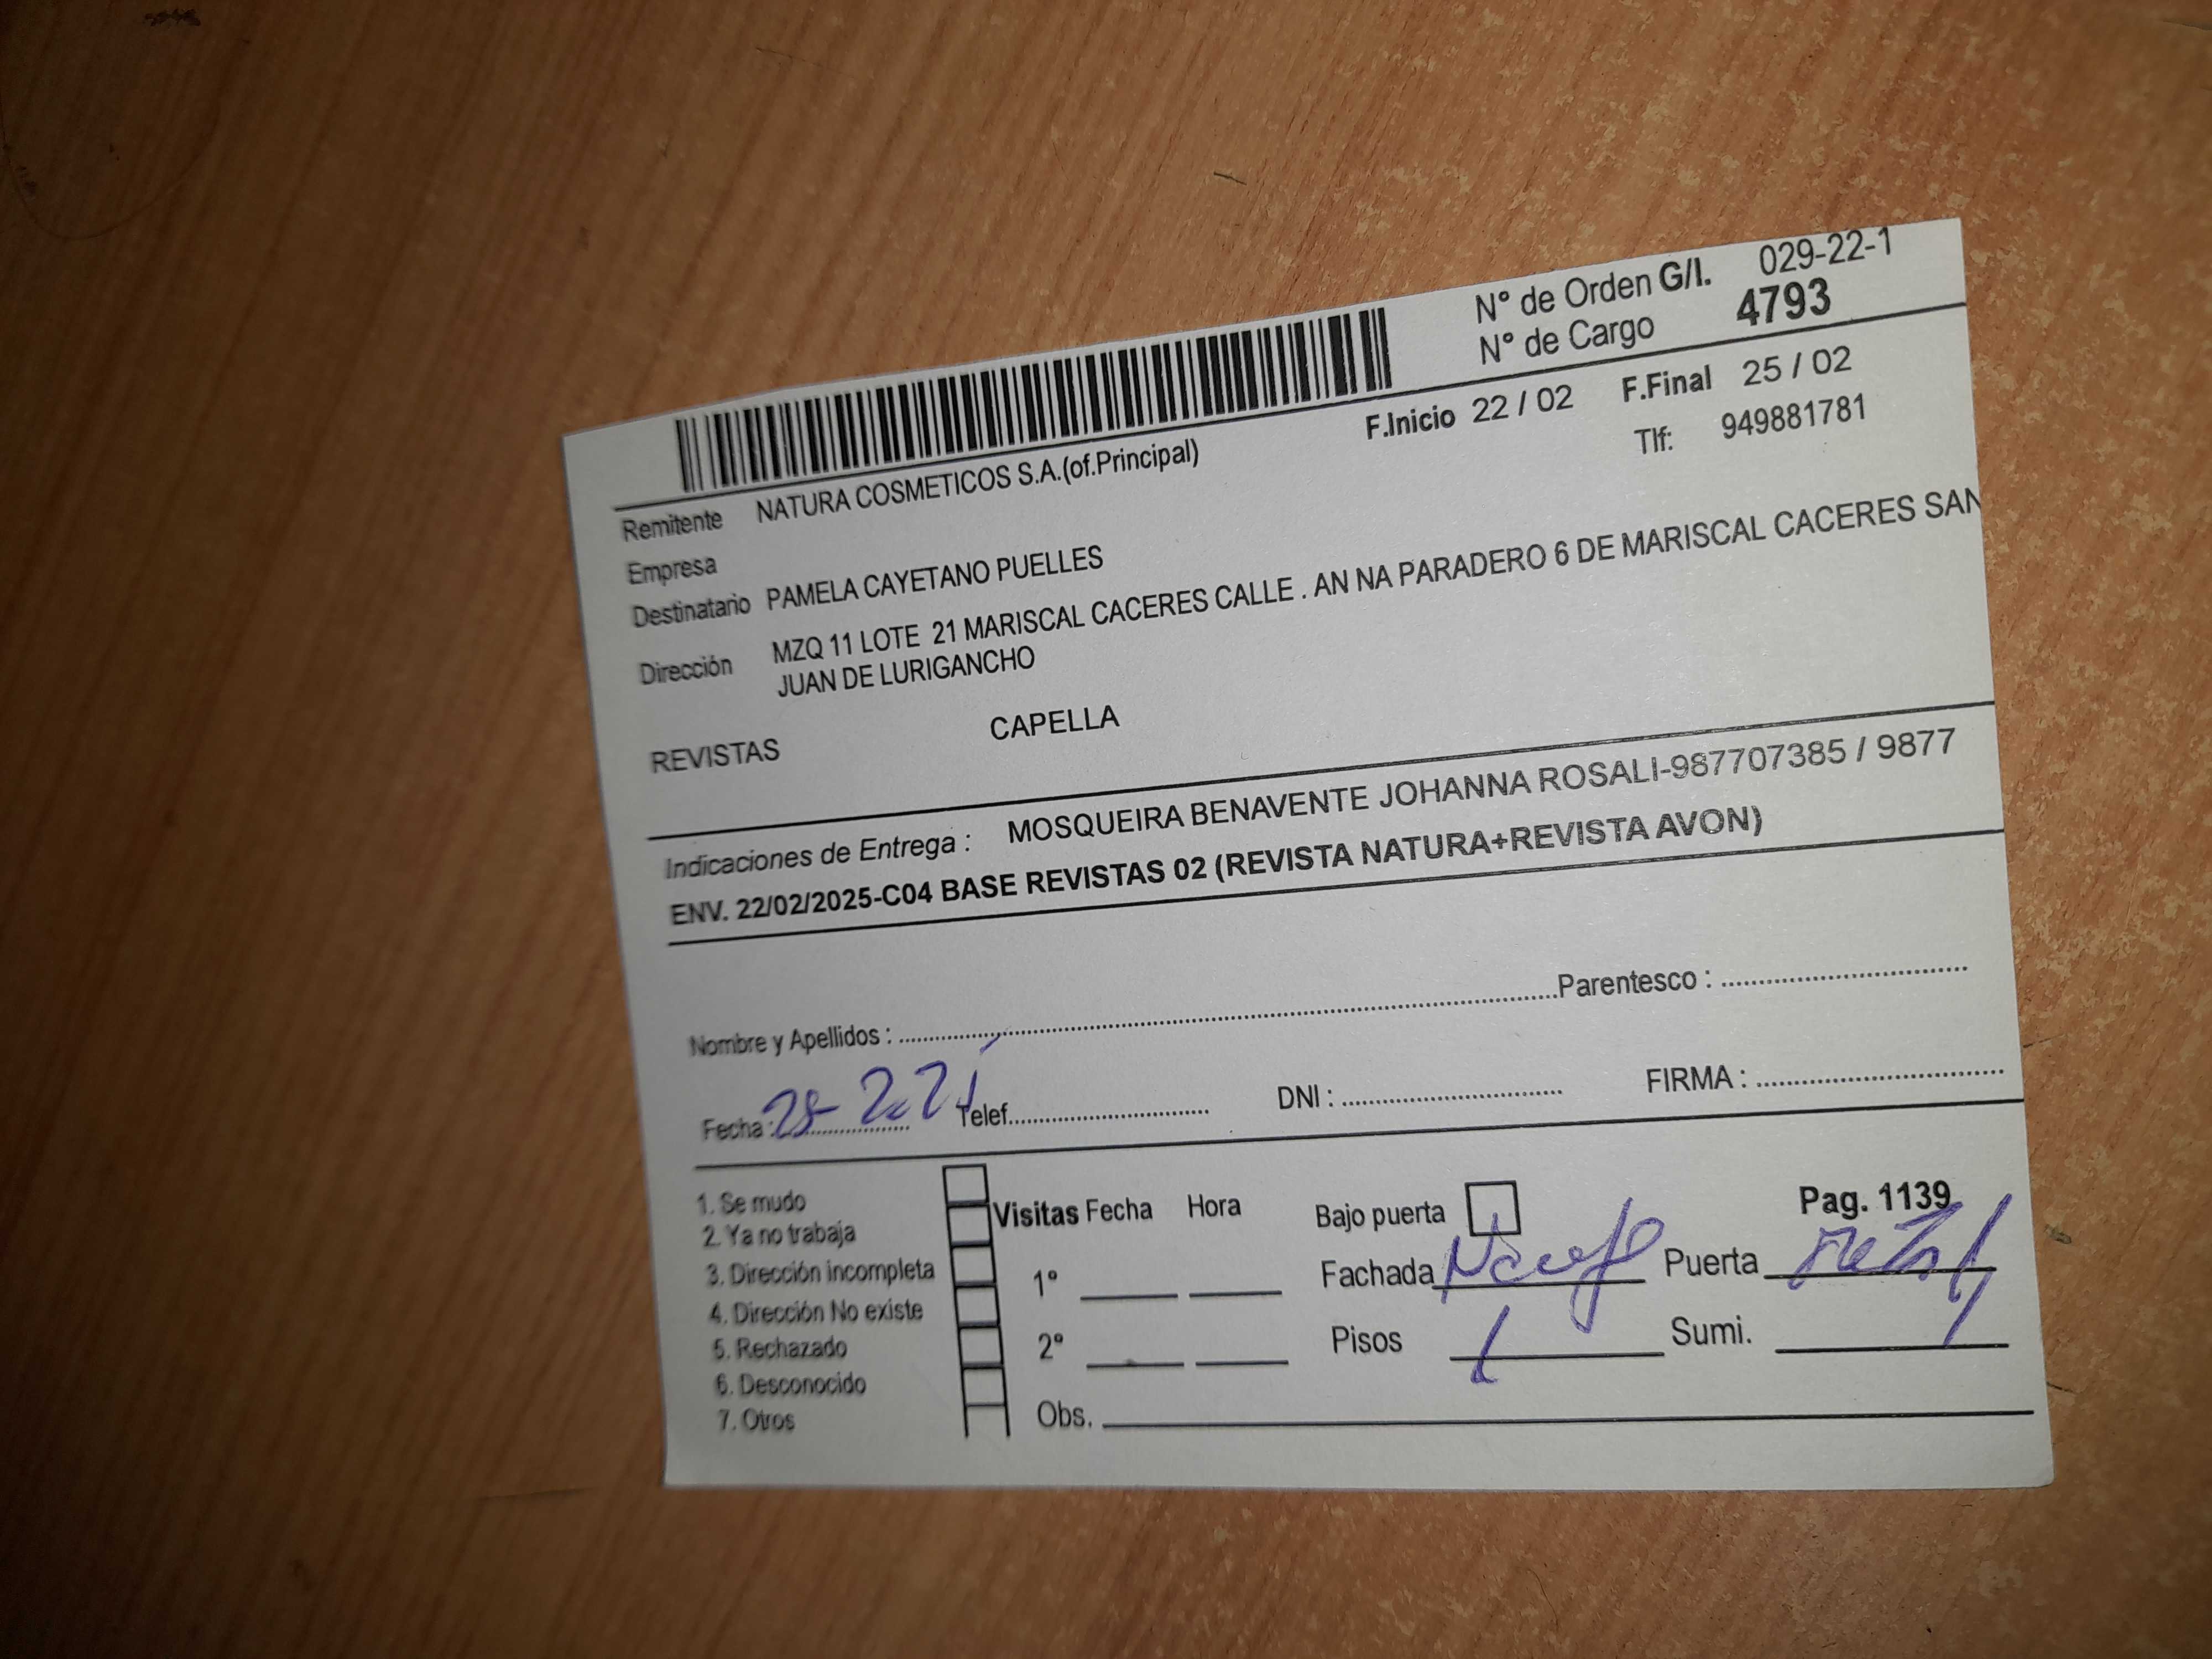 N° de Orden G/I. 029-22-1
N° de Cargo 4793
F.Inicio 22 / 02 F.Final 25 / 02
Tlf: 949881781
Remitente NATURA COSMETICOS S.A.(of.Principal)
Empresa
Destinatario PAMELA CAYETANO PUELLES
Dirección MZQ 11 LOTE 21 MARISCAL CACERES CALLE . AN NA PARADERO 6 DE MARISCAL CACERES SAN
JUAN DE LURIGANCHO
REVISTAS CAPELLA
Indicaciones de Entrega : MOSQUEIRA BENAVENTE JOHANNA ROSALI-987707385 / 9877
ENV. 22/02/2025-C04 BASE REVISTAS 02 (REVISTA NATURA+REVISTA AVON)
Nombre y Apellidos : Parentesco :
Fecha : Telef. DNI : FIRMA :
1. Se mudo
2. Ya no trabaja
3. Dirección incompleta
4. Dirección No existe
5. Rechazado
6. Desconocido
7. Otros
Visitas Fecha Hora
1°
2°
Obs.
Bajo puerta Pag. 1139
Fachada Puerta
Pisos 1 Sumi.